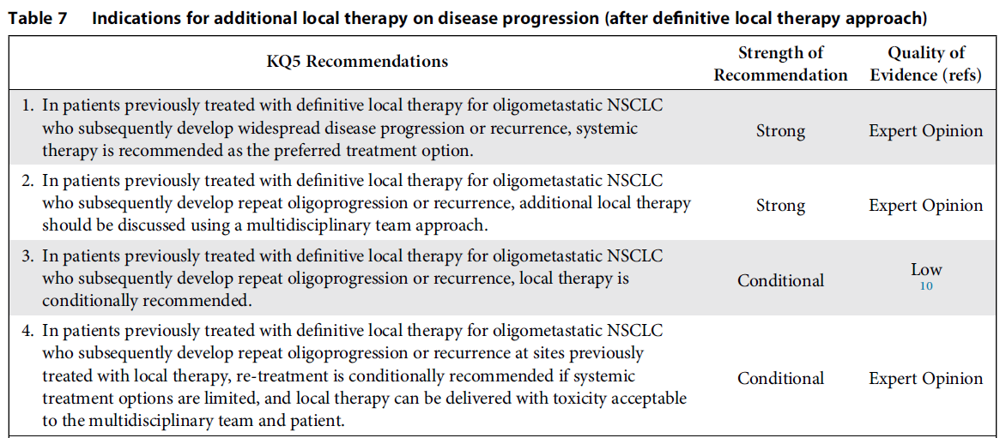 Table 7 Indications for additional local therapy on disease progression (after definitive local therapy approach)
KQ5 Recommendations
Strength of
Recommendation
Quality of
Evidence (refs)
1. In patients previously treated with definitive local therapy for oligometastatic NSCLC
who subsequently develop widespread disease progression or recurrence, systemic
therapy is recommended as the preferred treatment option.
Strong
Expert Opinion
2. In patients previously treated with definitive local therapy for oligometastatic NSCLC
who subsequently develop repeat oligoprogression or recurrence, additional local therapy
should be discussed using a multidisciplinary team approach.
Strong
Expert Opinion
3. In patients previously treated with definitive local therapy for oligometastatic NSCLC
who subsequently develop repeat oligoprogression or recurrence, local therapy is
conditionally recommended.
Conditional
Low
10
4. In patients previously treated with definitive local therapy for oligometastatic NSCLC
who subsequently develop repeat oligoprogression or recurrence at sites previously
treated with local therapy, re-treatment is conditionally recommended if systemic
treatment options are limited, and local therapy can be delivered with toxicity acceptable
to the multidisciplinary team and patient.
Conditional
Expert Opinion